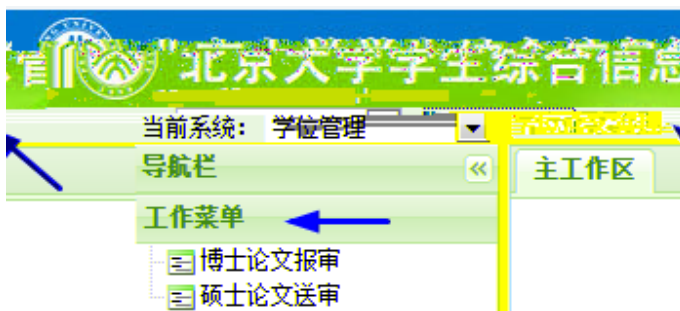 北京大学学生综合信息
当前系统： 学位管理
导航栏
主工作区
工作菜单
博士论文报审
硕士论文送审